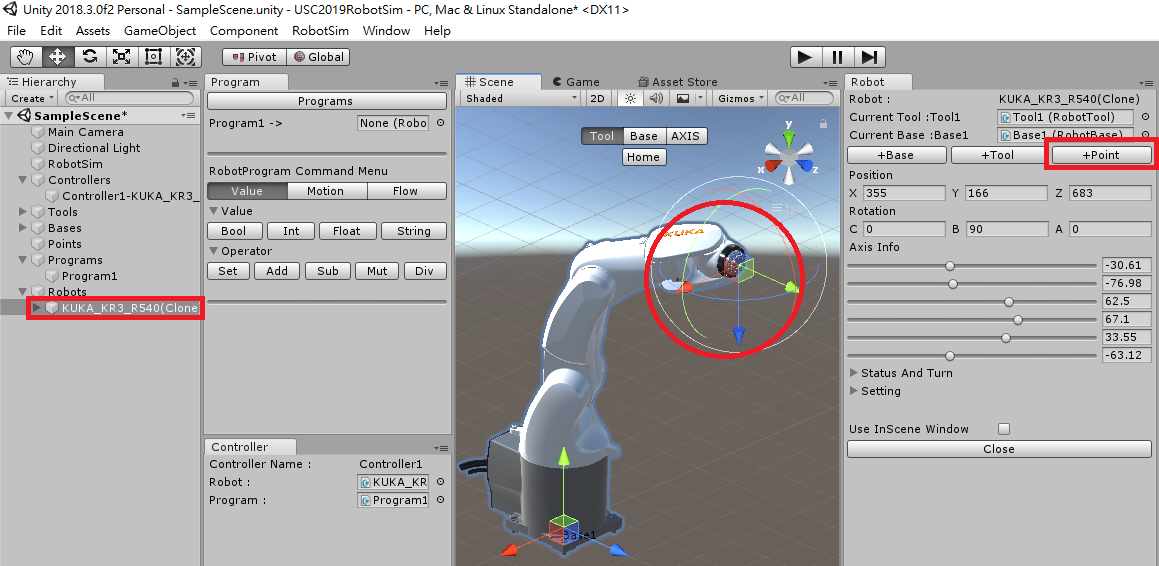 Unity 2018.3.0f2 Personal - SampleScene.unity - USC2019RobotSim - PC, Mac & Linux Standalone* <DX11>
File Edit Assets GameObject Component RobotSim Window Help
Pivot Global
Hierarchy
Create All
SampleScene*
Main Camera
Directional Light
RobotSim
Controllers
Controller1-KUKA_KR3_
Tools
Bases
Points
Programs
Program1
Robots
KUKA_KR3_R540(Clone
Program
Programs
Program1 -> None (Robo
RobotProgram Command Menu
Value Motion Flow
Value
Bool Int Float String
Operator
Set Add Sub Mut Div
Controller
Controller Name : Controller1
Robot : KUKA_KR
Program : Program1
Scene Game Asset Store
Shaded 2D Gizmos All
Tool Base AXIS
Home
y
x z
KUKA
Base1
Robot
Robot : KUKA_KR3_R540(Clone)
Current Tool :Tool1 Tool1 (RobotTool)
Current Base :Base1 Base1 (RobotBase)
+Base +Tool +Point
Position
X 355 Y 166 Z 683
Rotation
C 0 B 90 A 0
Axis Info
-30.61
-76.98
62.5
67.1
33.55
-63.12
Status And Turn
Setting
Use InScene Window
Close